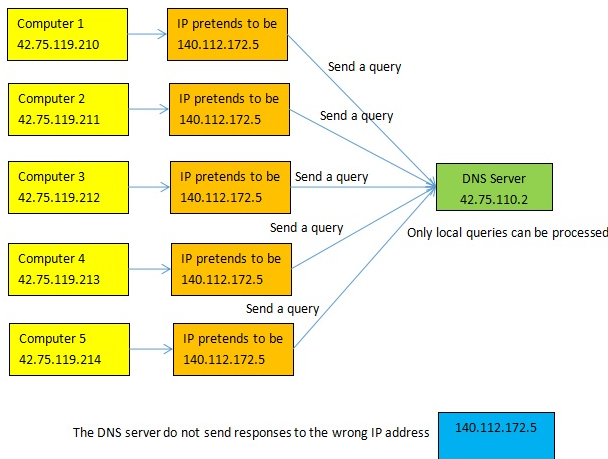 Computer 1
42.75.119.210
IP pretends to be
140.112.172.5
Send a query
Computer 2
42.75.119.211
IP pretends to be
140.112.172.5
Send a query
Computer 3
42.75.119.212
IP pretends to be
140.112.172.5
Send a query
DNS Server
42.75.110.2
Only local queries can be processed
Computer 4
42.75.119.213
IP pretends to be
140.112.172.5
Send a query
Computer 5
42.75.119.214
IP pretends to be
140.112.172.5
Send a query
The DNS server do not send responses to the wrong IP address
140.112.172.5